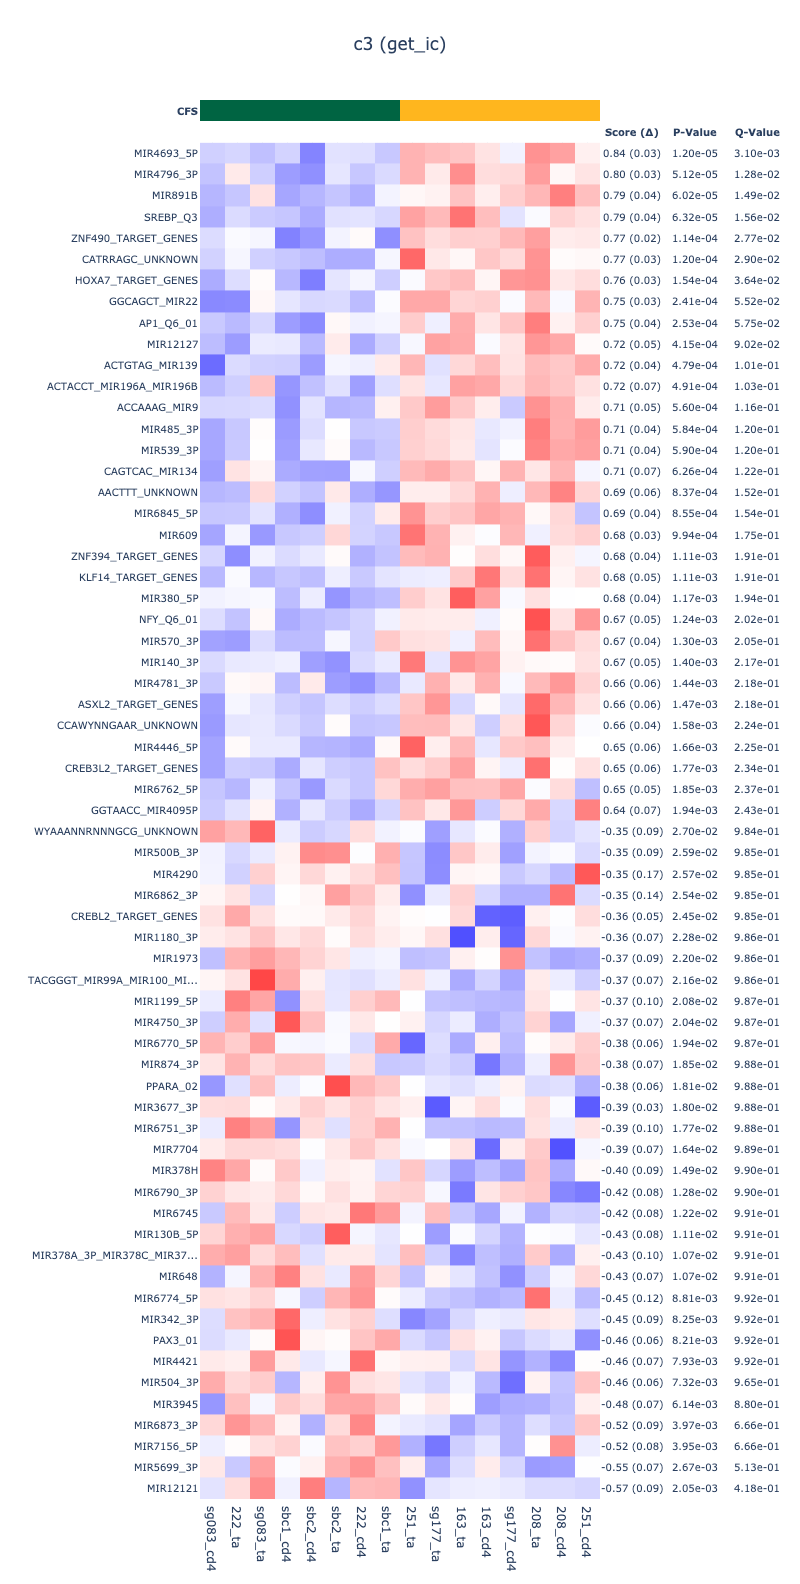 c3 (get_ic)
CFS
Score (Δ) P-Value Q-Value
MIR4693_5P 0.84 (0.03) 1.20e-05 3.10e-03
MIR4796_3P 0.80 (0.03) 5.12e-05 1.28e-02
MIR891B 0.79 (0.04) 6.02e-05 1.49e-02
SREBP_Q3 0.79 (0.04) 6.32e-05 1.56e-02
ZNF490_TARGET_GENES 0.77 (0.02) 1.14e-04 2.77e-02
CATRRAGC_UNKNOWN 0.77 (0.03) 1.20e-04 2.90e-02
HOXA7_TARGET_GENES 0.76 (0.03) 1.54e-04 3.64e-02
GGCAGCT_MIR22 0.75 (0.03) 2.41e-04 5.52e-02
AP1_Q6_01 0.75 (0.04) 2.53e-04 5.75e-02
MIR12127 0.72 (0.05) 4.15e-04 9.02e-02
ACTGTAG_MIR139 0.72 (0.04) 4.79e-04 1.01e-01
ACTACCT_MIR196A_MIR196B 0.72 (0.07) 4.91e-04 1.03e-01
ACCAAAG_MIR9 0.71 (0.05) 5.60e-04 1.16e-01
MIR485_3P 0.71 (0.04) 5.84e-04 1.20e-01
MIR539_3P 0.71 (0.04) 5.90e-04 1.20e-01
CAGTCAC_MIR134 0.71 (0.07) 6.26e-04 1.22e-01
AACTTT_UNKNOWN 0.69 (0.06) 8.37e-04 1.52e-01
MIR6845_5P 0.69 (0.04) 8.55e-04 1.54e-01
MIR609 0.68 (0.03) 9.94e-04 1.75e-01
ZNF394_TARGET_GENES 0.68 (0.04) 1.11e-03 1.91e-01
KLF14_TARGET_GENES 0.68 (0.05) 1.11e-03 1.91e-01
MIR380_5P 0.68 (0.04) 1.17e-03 1.94e-01
NFY_Q6_01 0.67 (0.05) 1.24e-03 2.02e-01
MIR570_3P 0.67 (0.04) 1.30e-03 2.05e-01
MIR140_3P 0.67 (0.05) 1.40e-03 2.17e-01
MIR4781_3P 0.66 (0.06) 1.44e-03 2.18e-01
ASXL2_TARGET_GENES 0.66 (0.06) 1.47e-03 2.18e-01
CCAWYNNGAAR_UNKNOWN 0.66 (0.04) 1.58e-03 2.24e-01
MIR4446_5P 0.65 (0.06) 1.66e-03 2.25e-01
CREB3L2_TARGET_GENES 0.65 (0.06) 1.77e-03 2.34e-01
MIR6762_5P 0.65 (0.05) 1.85e-03 2.37e-01
GGTAACC_MIR4095P 0.64 (0.07) 1.94e-03 2.43e-01
WYAAANNRNNNGCG_UNKNOWN -0.35 (0.09) 2.70e-02 9.84e-01
MIR500B_3P -0.35 (0.09) 2.59e-02 9.85e-01
MIR4290 -0.35 (0.17) 2.57e-02 9.85e-01
MIR6862_3P -0.35 (0.14) 2.54e-02 9.85e-01
CREBL2_TARGET_GENES -0.36 (0.05) 2.45e-02 9.85e-01
MIR1180_3P -0.36 (0.07) 2.28e-02 9.86e-01
MIR1973 -0.37 (0.09) 2.20e-02 9.86e-01
TACGGGT_MIR99A_MIR100_MI... -0.37 (0.07) 2.16e-02 9.86e-01
MIR1199_5P -0.37 (0.10) 2.08e-02 9.87e-01
MIR4750_3P -0.37 (0.07) 2.04e-02 9.87e-01
MIR6770_5P -0.38 (0.06) 1.94e-02 9.87e-01
MIR874_3P -0.38 (0.07) 1.85e-02 9.88e-01
PPARA_02 -0.38 (0.06) 1.81e-02 9.88e-01
MIR3677_3P -0.39 (0.03) 1.80e-02 9.88e-01
MIR6751_3P -0.39 (0.10) 1.77e-02 9.88e-01
MIR7704 -0.39 (0.07) 1.64e-02 9.89e-01
MIR378H -0.40 (0.09) 1.49e-02 9.90e-01
MIR6790_3P -0.42 (0.08) 1.28e-02 9.90e-01
MIR6745 -0.42 (0.08) 1.22e-02 9.91e-01
MIR130B_5P -0.43 (0.08) 1.11e-02 9.91e-01
MIR378A_3P_MIR378C_MIR37... -0.43 (0.10) 1.07e-02 9.91e-01
MIR648 -0.43 (0.07) 1.07e-02 9.91e-01
MIR6774_5P -0.45 (0.12) 8.81e-03 9.92e-01
MIR342_3P -0.45 (0.09) 8.25e-03 9.92e-01
PAX3_01 -0.46 (0.06) 8.21e-03 9.92e-01
MIR4421 -0.46 (0.07) 7.93e-03 9.92e-01
MIR504_3P -0.46 (0.06) 7.32e-03 9.65e-01
MIR3945 -0.48 (0.07) 6.14e-03 8.80e-01
MIR6873_3P -0.52 (0.09) 3.97e-03 6.66e-01
MIR7156_5P -0.52 (0.08) 3.95e-03 6.66e-01
MIR5699_3P -0.55 (0.07) 2.67e-03 5.13e-01
MIR12121 -0.57 (0.09) 2.05e-03 4.18e-01
sg083_cd4
222_ta
sg083_ta
sbc1_cd4
sbc2_cd4
sbc2_ta
222_cd4
sbc1_ta
251_ta
sg177_ta
163_ta
163_cd4
sg177_cd4
208_ta
208_cd4
251_cd4